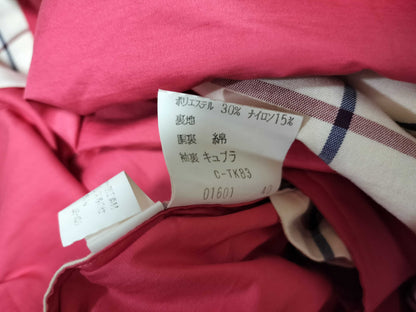 ポリエステル 30% ナイロン15%
裏地
胴裏 綿
袖裏 キュプラ
C-TK83
01601 40